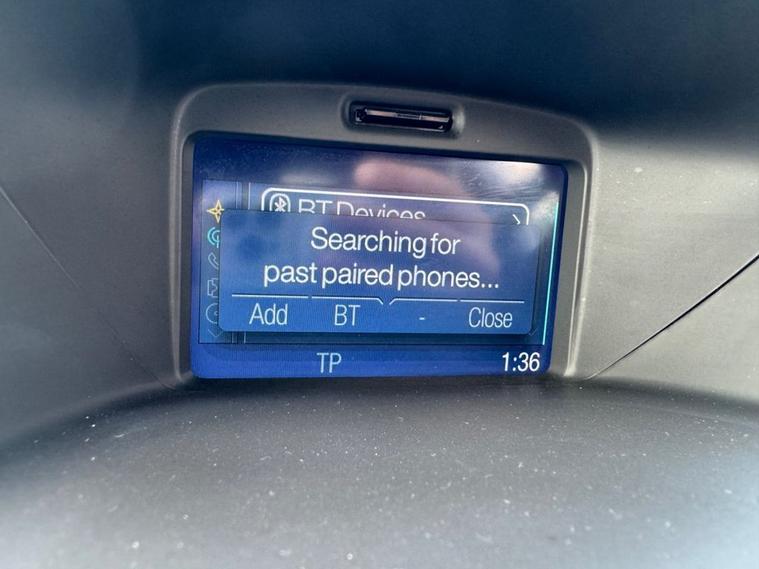 BT Devices
Searching for
past paired phones...
Add BT - Close
TP 1:36